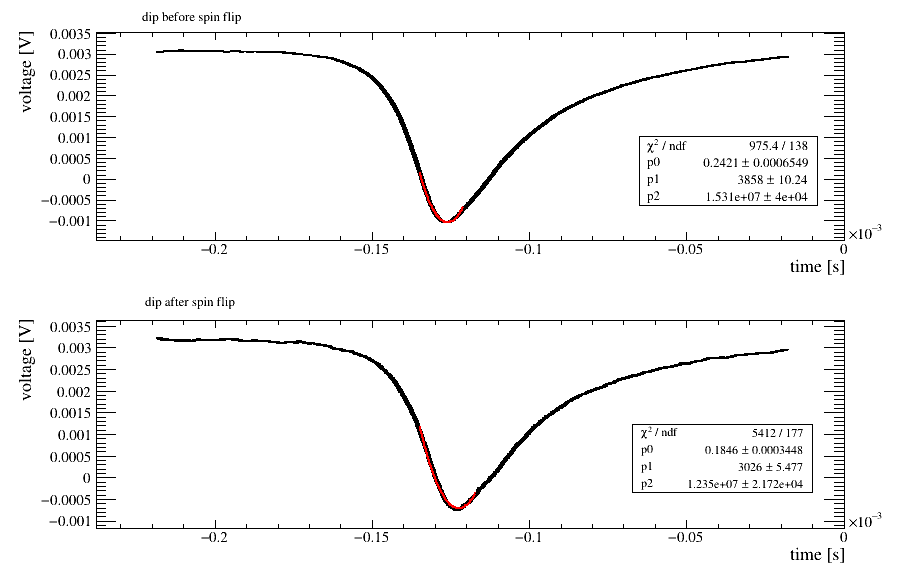 dip before spin flip
voltage [V]
0.0035
0.003
0.0025
0.002
0.0015
0.001
0.0005
0
−0.0005
−0.001
χ² / ndf 975.4 / 138
p0 0.2421 ± 0.0006549
p1 3858 ± 10.24
p2 1.531e+07 ± 4e+04
−0.2 −0.15 −0.1 −0.05 0
×10⁻³
time [s]
dip after spin flip
voltage [V]
0.0035
0.003
0.0025
0.002
0.0015
0.001
0.0005
0
−0.0005
−0.001
χ² / ndf 5412 / 177
p0 0.1846 ± 0.0003448
p1 3026 ± 5.477
p2 1.235e+07 ± 2.172e+04
−0.2 −0.15 −0.1 −0.05 0
×10⁻³
time [s]